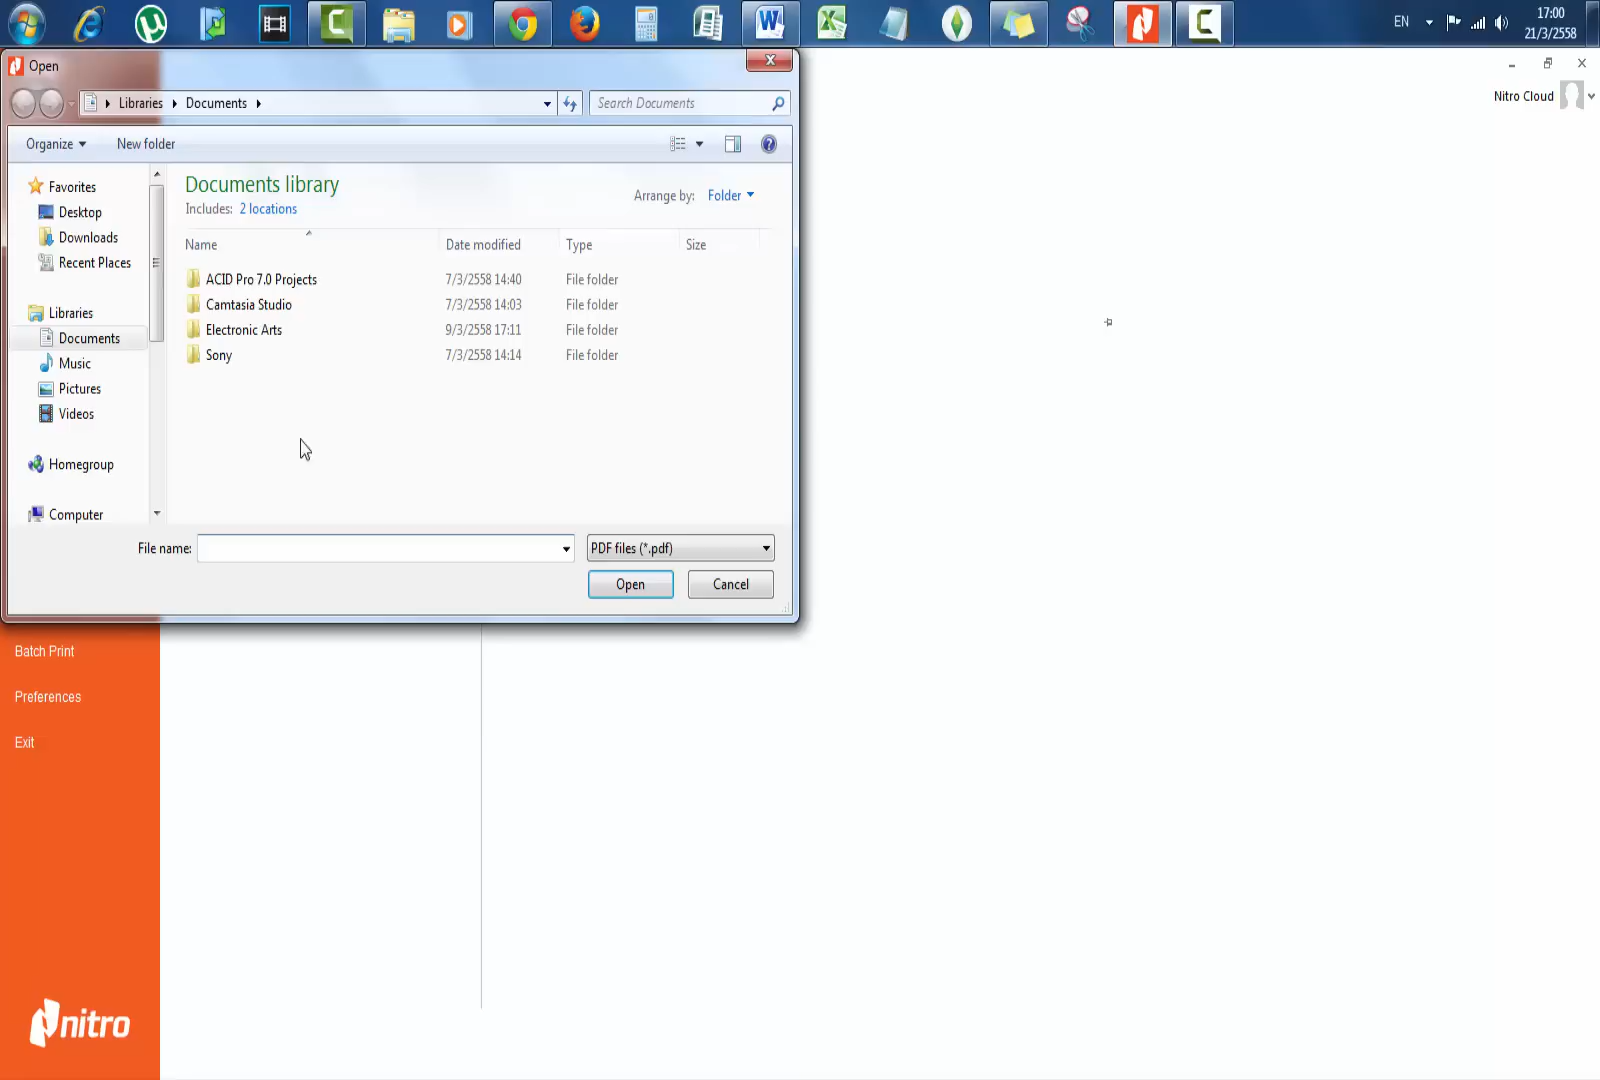 EN
17:00
21/3/2558
Open
Libraries
Documents
Search Documents
Nitro Cloud
Organize
New folder
Favorites
Desktop
Downloads
Recent Places
Libraries
Documents
Music
Pictures
Videos
Homegroup
Computer
Documents library
Includes: 2 locations
Arrange by: Folder
Name Date modified Type Size
ACID Pro 7.0 Projects 7/3/2558 14:40 File folder
Camtasia Studio 7/3/2558 14:03 File folder
Electronic Arts 9/3/2558 17:11 File folder
Sony 7/3/2558 14:14 File folder
File name:
PDF files (*.pdf)
Open
Cancel
Batch Print
Preferences
Exit
nitro